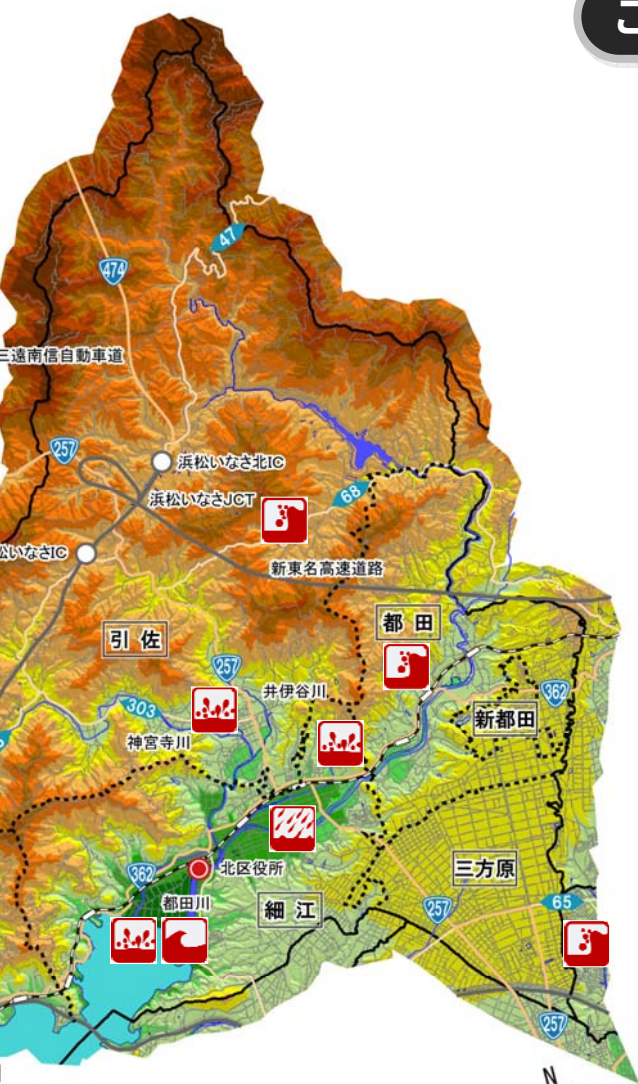 47
474
三遠南信自動車道
257
浜松いなさ北IC
68
浜松いなさJCT
松いなさIC
新東名高速道路
都田
引佐
257
井伊谷川
362
303
新都田
神宮寺川
北区役所
三方原
362
都田川
257
65
細江
257
N